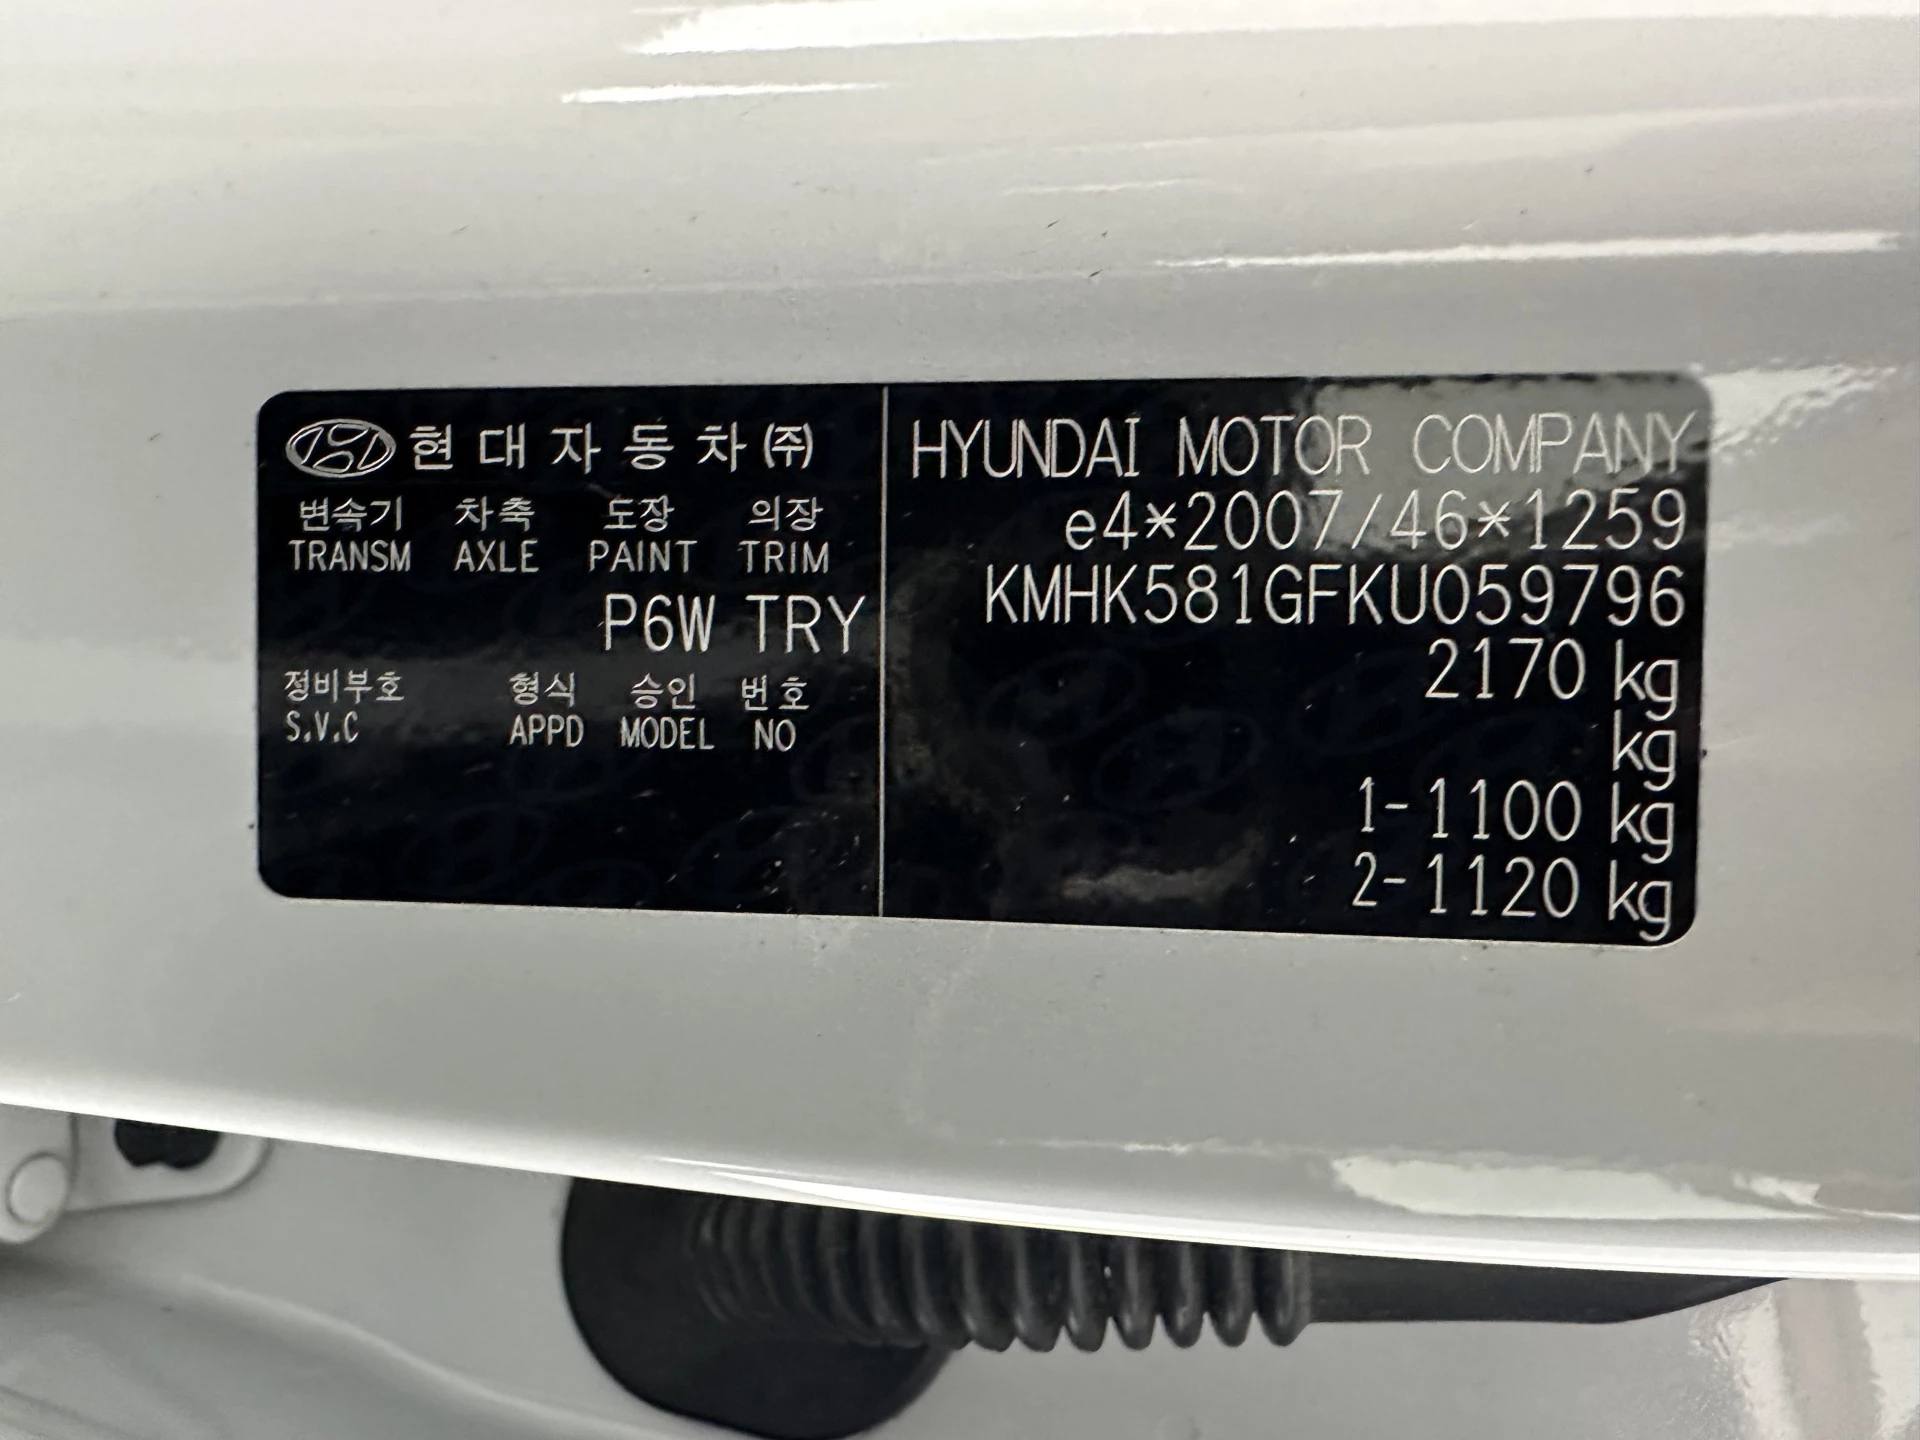 현대자동차(주)
변속기 차축 도장 의장
TRANSM AXLE PAINT TRIM
P6W TRY
정비부호 형식 승인 번호
S.V.C APPD MODEL NO
HYUNDAI MOTOR COMPANY
e4*2007/46*1259
KMHK581GFKU059796
2170 kg
kg
1-1100 kg
2-1120 kg